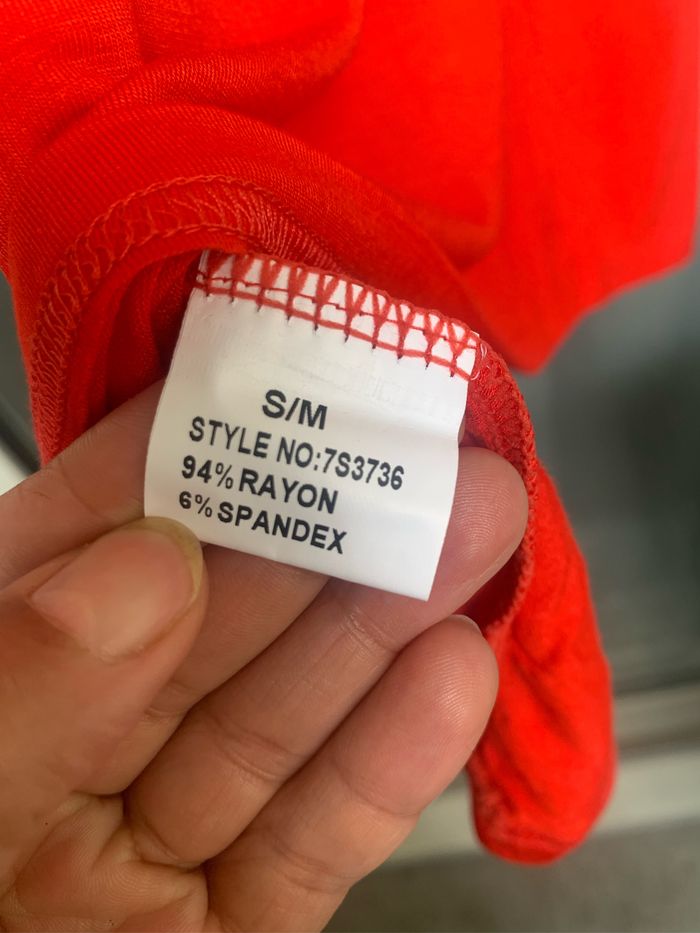 S/M
STYLE NO:7S3736
94% RAYON
6% SPANDEX